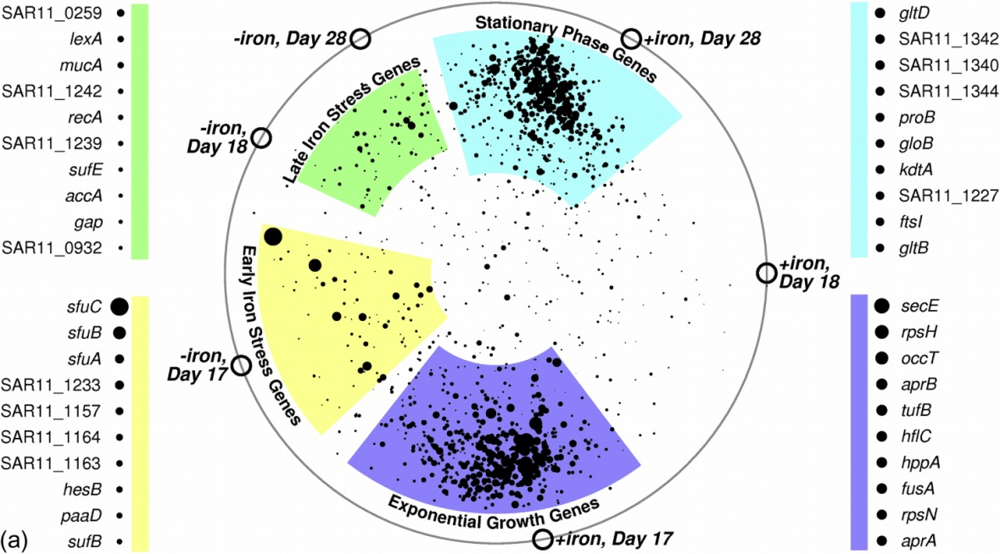 SAR11_0259
lexA
mucA
SAR11_1242
recA
SAR11_1239
sufE
accA
gap
SAR11_0932
sfuC
sfuB
sfuA
SAR11_1233
SAR11_1157
SAR11_1164
SAR11_1163
hesB
paaD
sufB
(a)
-iron, Day 28
+iron, Day 28
-iron,
Day 18
+iron,
Day 18
-iron,
Day 17
+iron, Day 17
Stationary Phase Genes
Late Iron Stress Genes
Early Iron Stress Genes
Exponential Growth Genes
gltD
SAR11_1342
SAR11_1340
SAR11_1344
proB
gloB
kdtA
SAR11_1227
ftsI
gltB
secE
rpsH
occT
aprB
tufB
hflC
hppA
fusA
rpsN
aprA